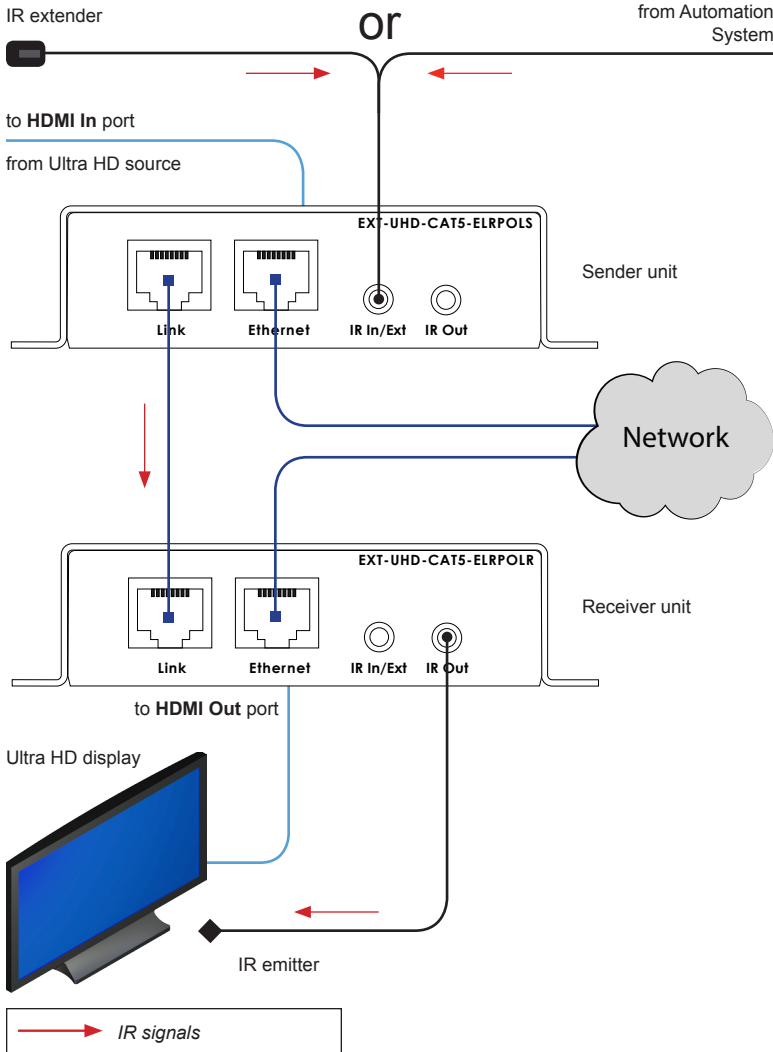 IR extender
or
from Automation
System
to HDMI In port
from Ultra HD source
EXT-UHD-CAT5-ELRPOLS
Sender unit
Link
Ethernet
IR In/Ext
IR Out
Network
EXT-UHD-CAT5-ELRPOLR
Receiver unit
Link
Ethernet
IR In/Ext
IR Out
to HDMI Out port
Ultra HD display
IR emitter
IR signals